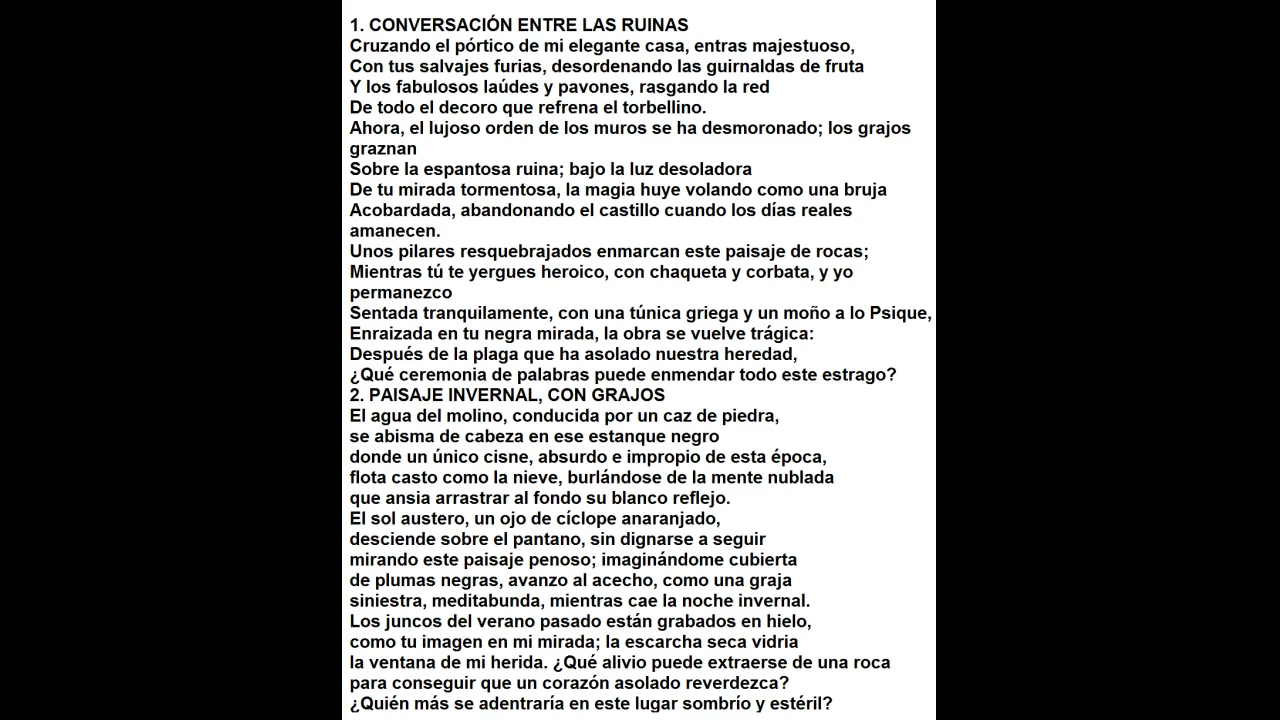 1. CONVERSACIÓN ENTRE LAS RUINAS
Cruzando el pórtico de mi elegante casa, entras majestuoso,
Con tus salvajes furias, desordenando las guirnaldas de fruta
Y los fabulosos laúdes y pavones, rasgando la red
De todo el decoro que refrena el torbellino.
Ahora, el lujoso orden de los muros se ha desmoronado; los grajos
graznan
Sobre la espantosa ruina; bajo la luz desoladora
De tu mirada tormentosa, la magia huye volando como una bruja
Acobardada, abandonando el castillo cuando los días reales
amanecen.
Unos pilares resquebrajados enmarcan este paisaje de rocas;
Mientras tú te yergues heroico, con chaqueta y corbata, y yo
permanezco
Sentada tranquilamente, con una túnica griega y un moño a lo Psique,
Enraizada en tu negra mirada, la obra se vuelve trágica:
Después de la plaga que ha asolado nuestra heredad,
¿Qué ceremonia de palabras puede enmendar todo este estrago?
2. PAISAJE INVERNAL, CON GRAJOS
El agua del molino, conducida por un caz de piedra,
se abisma de cabeza en ese estanque negro
donde un único cisne, absurdo e impropio de esta época,
flota casto como la nieve, burlándose de la mente nublada
que ansia arrastrar al fondo su blanco reflejo.
El sol austero, un ojo de cíclope anaranjado,
desciende sobre el pantano, sin dignarse a seguir
mirando este paisaje penoso; imaginándome cubierta
de plumas negras, avanzo al acecho, como una graja
siniestra, meditabunda, mientras cae la noche invernal.
Los juncos del verano pasado están grabados en hielo,
como tu imagen en mi mirada; la escarcha seca vidria
la ventana de mi herida. ¿Qué alivio puede extraerse de una roca
para conseguir que un corazón asolado reverdezca?
¿Quién más se adentraría en este lugar sombrío y estéril?